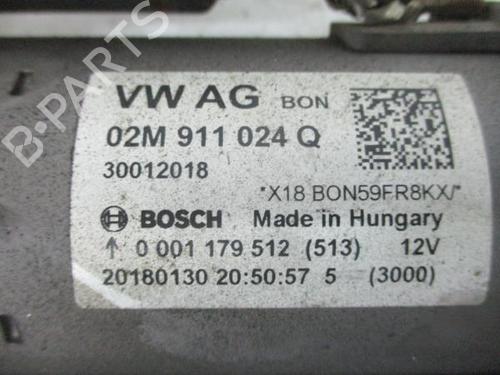 B-PARTS
VW AG BON
02M 911 024 Q
30012018
*X18 BON59FR8KX/*
BOSCH Made in Hungary
↑ 0 001 179 512 (513) 12V
20180130 20:50:57 5 (3000)